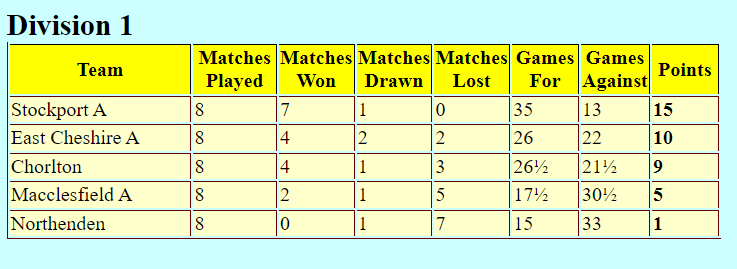 Division 1
Team Matches Played Matches Won Matches Drawn Matches Lost Games For Games Against Points
Stockport A 8 7 1 0 35 13 15
East Cheshire A 8 4 2 2 26 22 10
Chorlton 8 4 1 3 26½ 21½ 9
Macclesfield A 8 2 1 5 17½ 30½ 5
Northenden 8 0 1 7 15 33 1